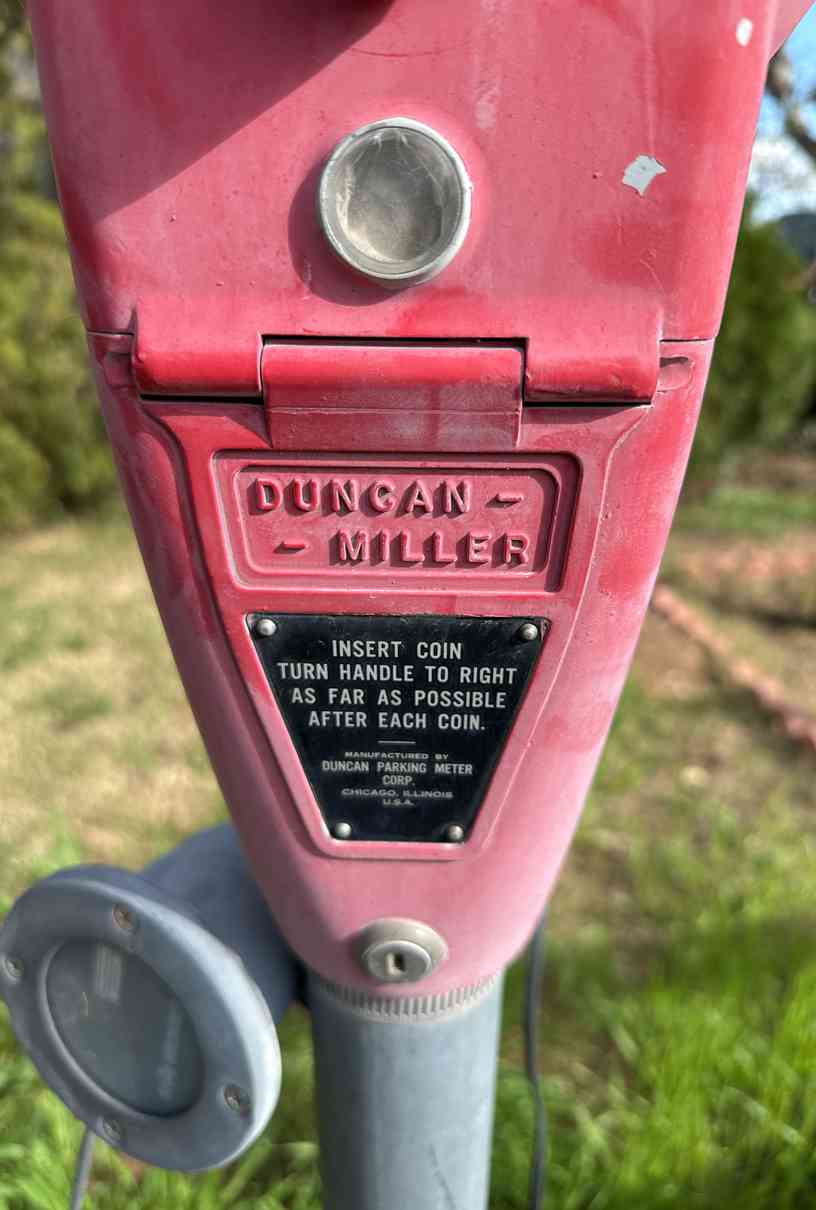 DUNCAN -
- MILLER
INSERT COIN
TURN HANDLE TO RIGHT
AS FAR AS POSSIBLE
AFTER EACH COIN.
MANUFACTURED BY
DUNCAN PARKING METER
CORP.
CHICAGO, ILLINOIS
U.S.A.